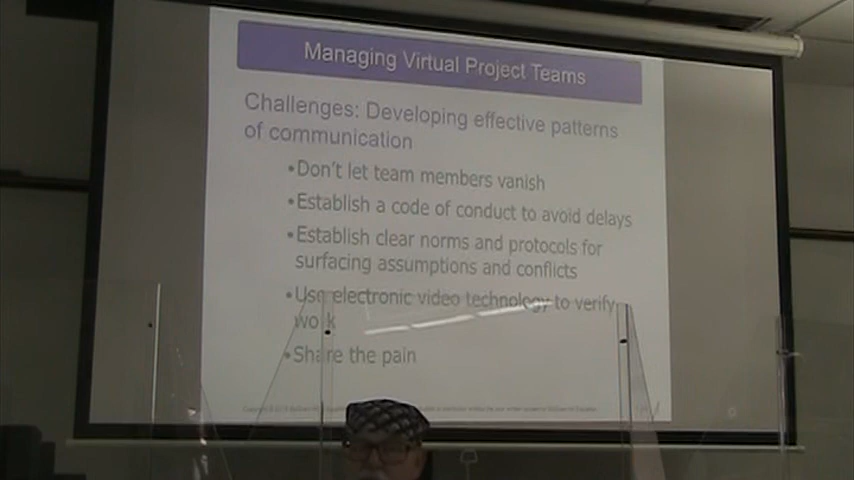 Managing Virtual Project Teams
Challenges: Developing effective patterns
of communication
•Don't let team members vanish
•Establish a code of conduct to avoid delays
•Establish clear norms and protocols for
surfacing assumptions and conflicts
•Use electronic video technology to verify
work
•Share the pain